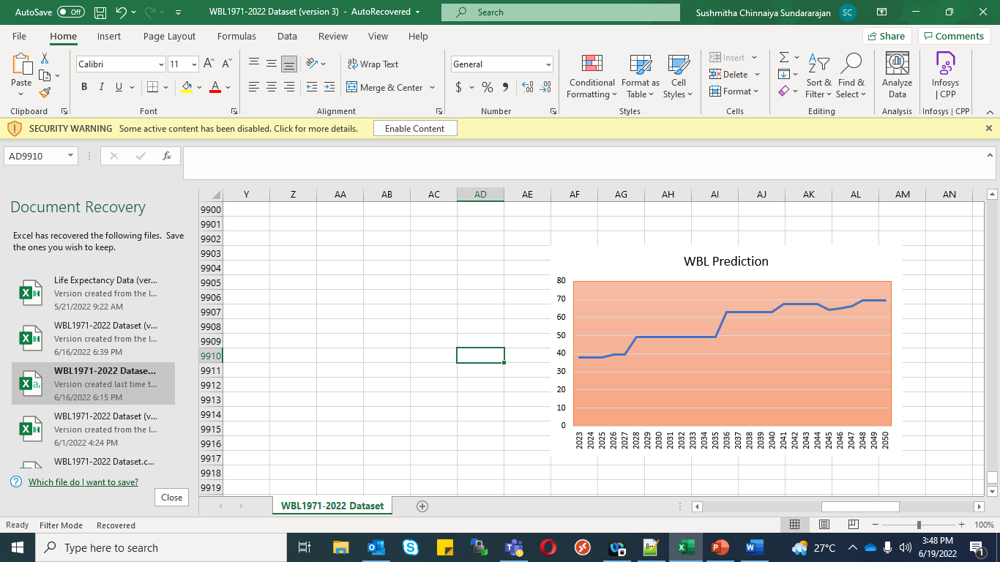 AutoSave Off WBL1971-2022 Dataset (version 3) - AutoRecovered Search Sushmitha Chinnaiya Sundararajan SC
File Home Insert Page Layout Formulas Data Review View Help Share Comments
Paste
Clipboard
Calibri 11
B I U A
Font
Wrap Text
Merge & Center
Alignment
General
$ % 9 .00 .00
Number
Conditional Formatting
Format as Table
Cell Styles
Styles
Insert
Delete
Format
Cells
Sort & Filter
Find & Select
Editing
Analyze Data
Analysis
Infosys | CPP
Infosys | CPP
SECURITY WARNING Some active content has been disabled. Click for more details. Enable Content
AD9910 fx
Document Recovery
Excel has recovered the following files. Save
the ones you wish to keep.
Life Expectancy Data (ver...
Version created from the l...
5/21/2022 9:22 AM
WBL1971-2022 Dataset (v...
Version created from the l...
6/16/2022 6:39 PM
WBL1971-2022 Datase...
Version created last time t...
6/16/2022 6:15 PM
WBL1971-2022 Dataset (v...
Version created from the l...
6/1/2022 4:24 PM
WBL1971-2022 Dataset.c...
Which file do I want to save?
Close
Y Z AA AB AC AD AE AF AG AH AI AJ AK AL AM AN
9900
9901
9902
9903
9904
9905
9906
9907
9908
9909
9910
9911
9912
9913
9914
9915
9916
9917
9918
9919
WBL Prediction
80
70
60
50
40
30
20
10
0
2023 2024 2025 2026 2027 2028 2029 2030 2031 2032 2033 2034 2035 2036 2037 2038 2039 2040 2041 2042 2043 2044 2045 2046 2047 2048 2049 2050
WBL1971-2022 Dataset
Ready Filter Mode Recovered 100%
Type here to search 27°C 3:48 PM
6/19/2022
1